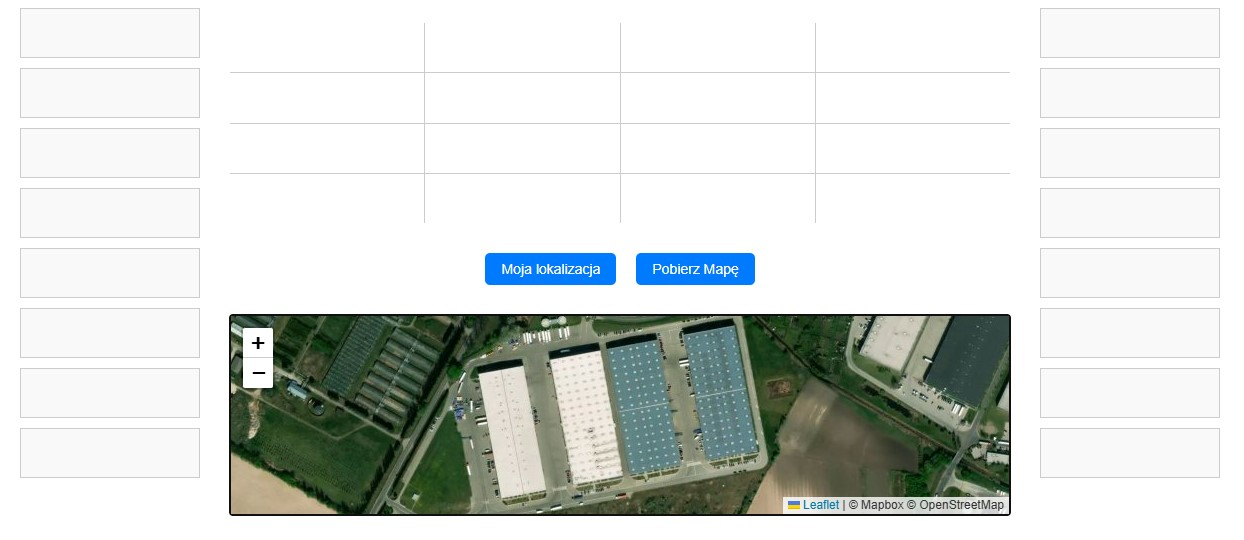 Moja lokalizacja
Pobierz Mapę
+
−
Leaflet | © Mapbox © OpenStreetMap